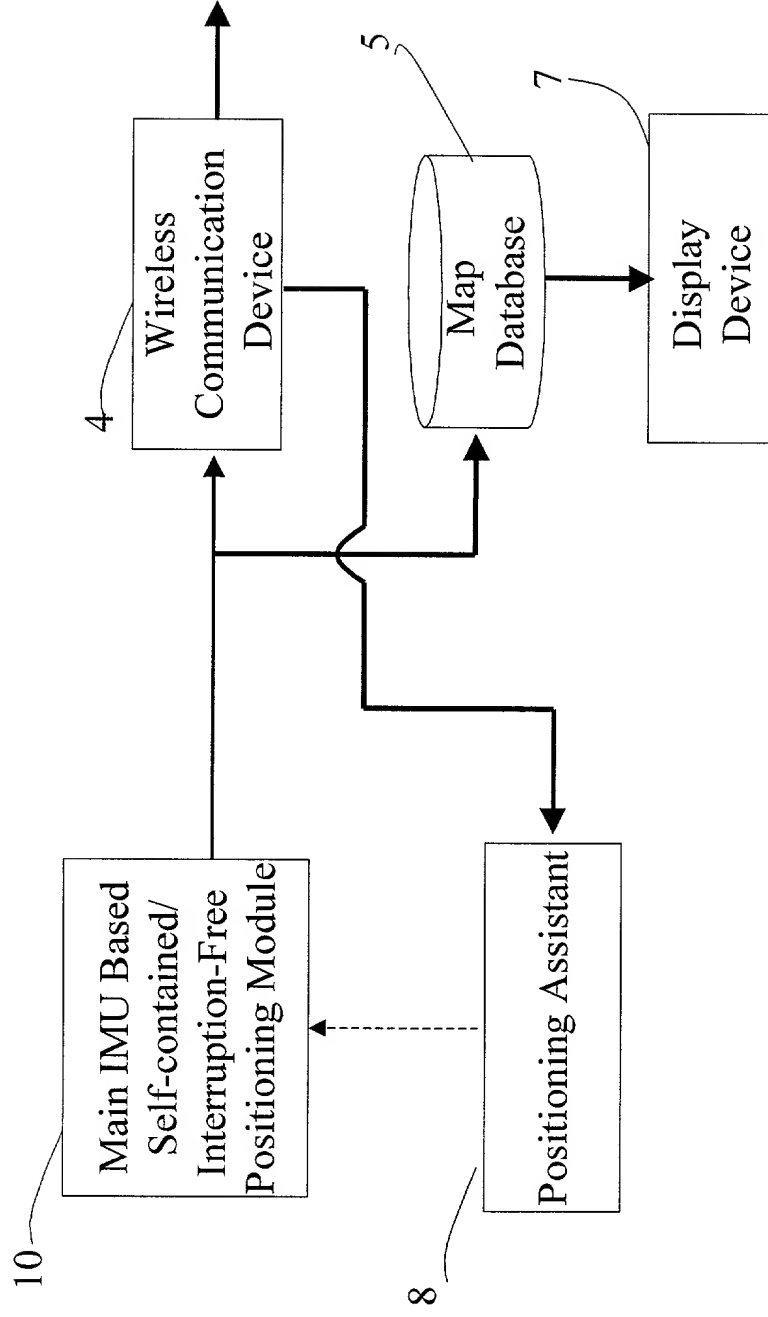 10
Main IMU Based
Self-contained/
Interruption-Free
Positioning Module
4
Wireless
Communication
Device
5
Map
Database
7
Display
Device
8
Positioning Assistant